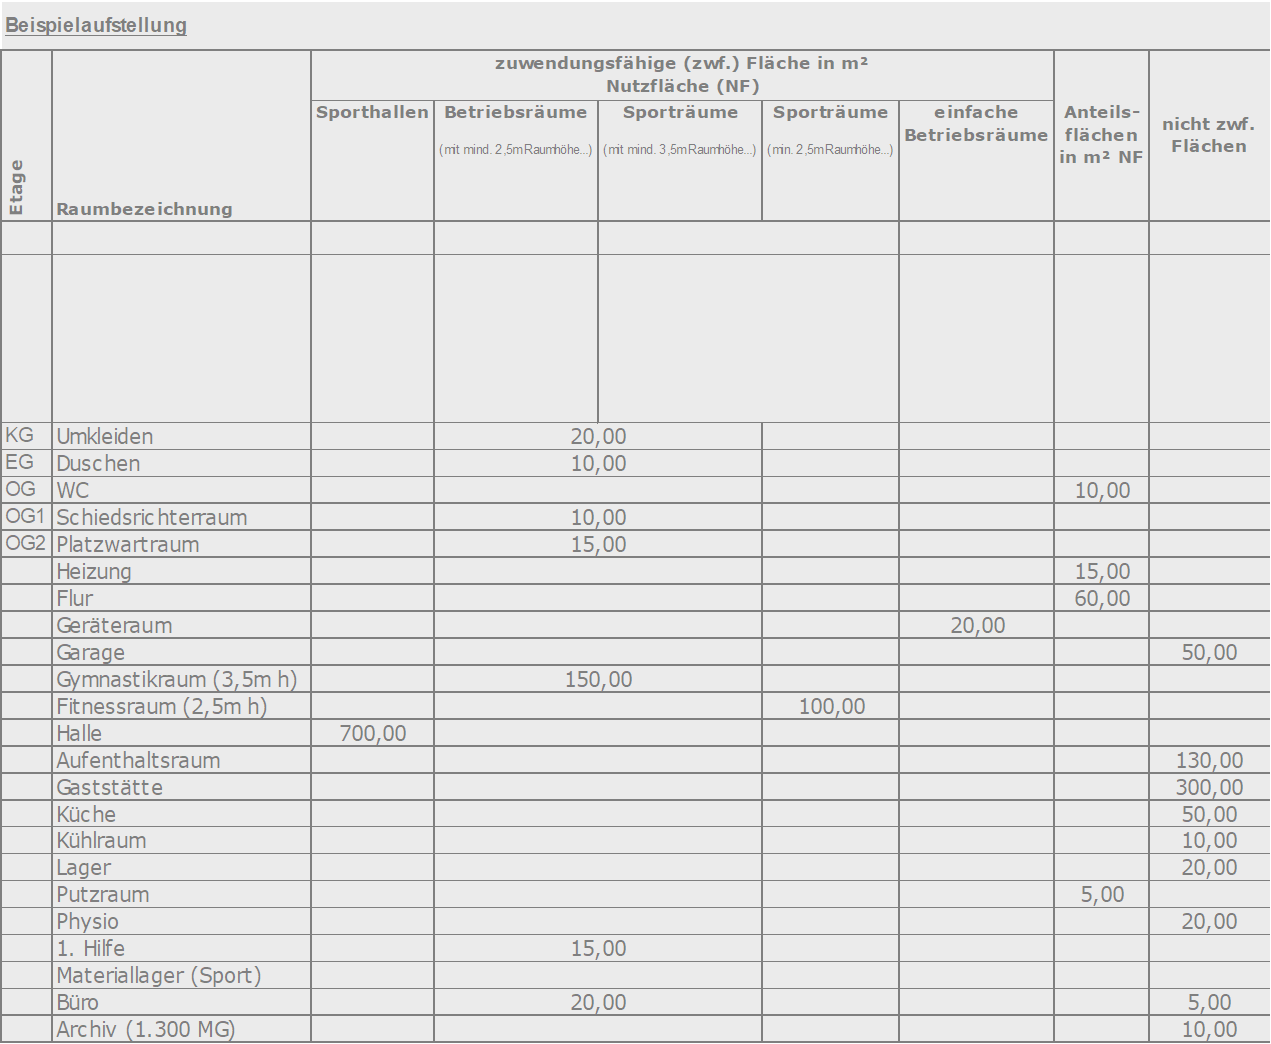 Beispielaufstellung
zuwendungsfähige (zwf.) Fläche in m²
Nutzfläche (NF)
Etage
Raumbezeichnung
Sporthallen
Betriebsräume
(mit mind. 2,5m Raumhöhe...)
Sporträume
(mit mind. 3,5m Raumhöhe...)
Sporträume
(min. 2,5m Raumhöhe...)
einfache
Betriebsräume
Anteils-
flächen
in m² NF
nicht zwf.
Flächen
KG Umkleiden 20,00
EG Duschen 10,00
OG WC 10,00
OG1 Schiedsrichterraum 10,00
OG2 Platzwartraum 15,00
Heizung 15,00
Flur 60,00
Geräteraum 20,00
Garage 50,00
Gymnastikraum (3,5m h) 150,00
Fitnessraum (2,5m h) 100,00
Halle 700,00
Aufenthaltsraum 130,00
Gaststätte 300,00
Küche 50,00
Kühlraum 10,00
Lager 20,00
Putzraum 5,00
Physio 20,00
1. Hilfe 15,00
Materiallager (Sport)
Büro 20,00 5,00
Archiv (1.300 MG) 10,00